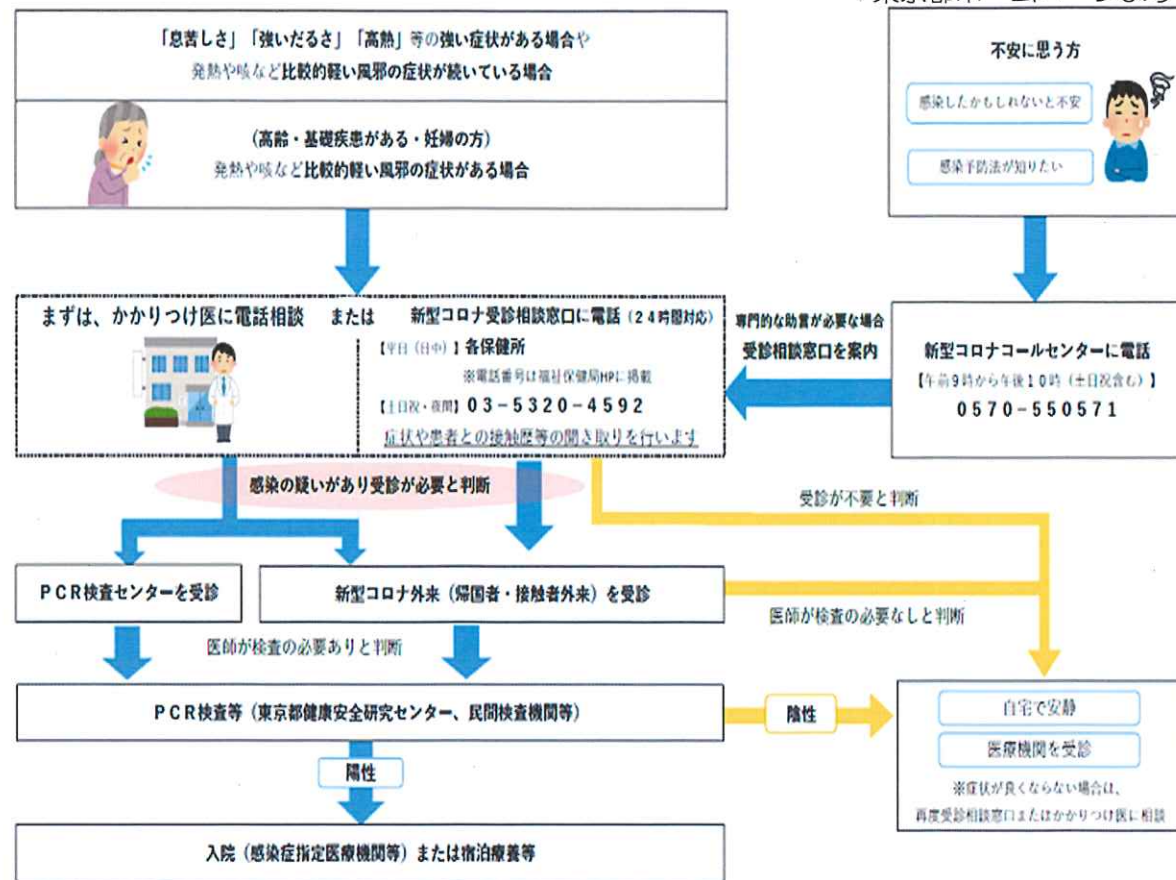 「息苦しさ」「強いだるさ」「高熱」等の強い症状がある場合や
発熱や咳など比較的軽い風邪の症状が続いている場合
(高齢・基礎疾患がある・妊婦の方)
発熱や咳など比較的軽い風邪の症状がある場合
不安に思う方
感染したかもしれないと不安
感染予防法が知りたい
まずは、かかりつけ医に電話相談 または 新型コロナ受診相談窓口に電話(24時間対応)
【平日(日中)】各保健所
※電話番号は福祉保健局HPに掲載
【土日祝・夜間】03-5320-4592
症状や患者との接触歴等の聞き取りを行います
専門的な助言が必要な場合
受診相談窓口を案内
新型コロナコールセンターに電話
【午前9時から午後10時(土日祝含む)】
0570-550571
感染の疑いがあり受診が必要と判断
受診が不要と判断
PCR検査センターを受診
新型コロナ外来(帰国者・接触者外来)を受診
医師が検査の必要なしと判断
医師が検査の必要ありと判断
PCR検査等(東京都健康安全研究センター、民間検査機関等)
陰性
自宅で安静
医療機関を受診
※症状が良くならない場合は、
再度受診相談窓口またはかかりつけ医に相談
陽性
入院(感染症指定医療機関等)または宿泊療養等